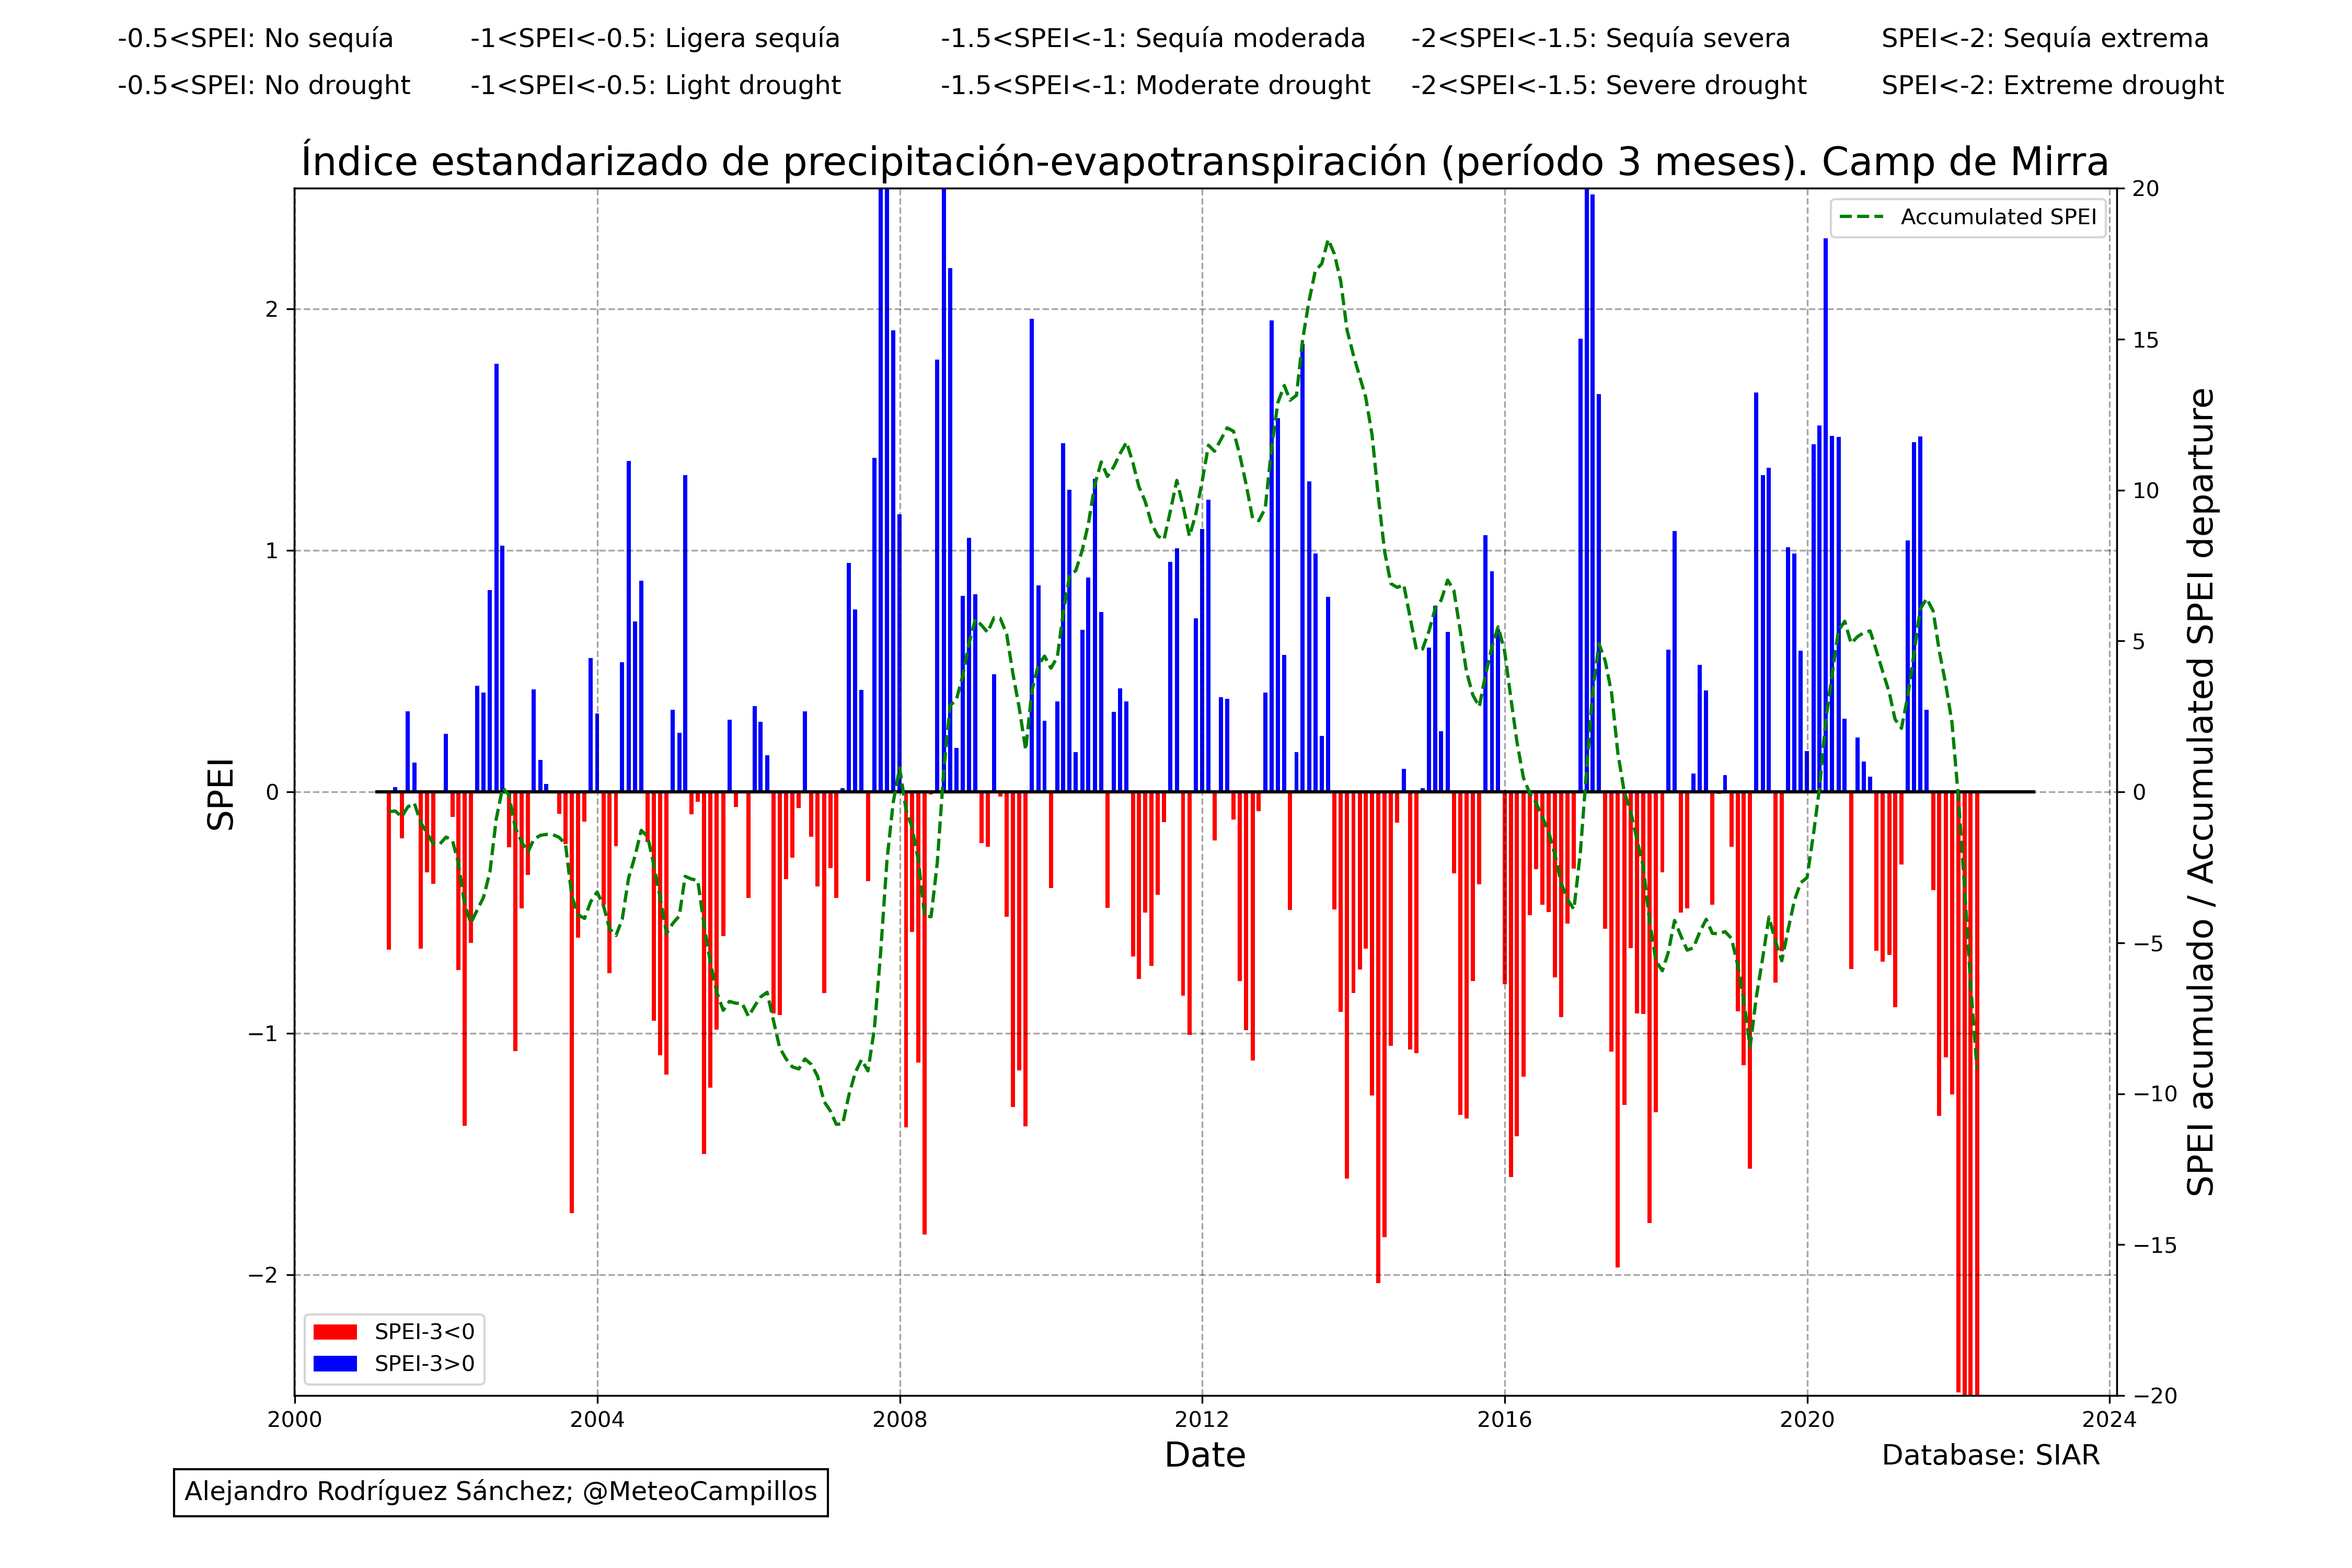 -0.5<SPEI: No sequía -1<SPEI<-0.5: Ligera sequía -1.5<SPEI<-1: Sequía moderada -2<SPEI<-1.5: Sequía severa SPEI<-2: Sequía extrema
-0.5<SPEI: No drought -1<SPEI<-0.5: Light drought -1.5<SPEI<-1: Moderate drought -2<SPEI<-1.5: Severe drought SPEI<-2: Extreme drought
Índice estandarizado de precipitación-evapotranspiración (período 3 meses). Camp de Mirra
Accumulated SPEI
SPEI
2
1
0
−1
−2
20
15
10
5
0
−5
−10
−15
−20
SPEI acumulado / Accumulated SPEI departure
SPEI-3<0
SPEI-3>0
2000 2004 2008 2012 2016 2020 2024
Date
Database: SIAR
Alejandro Rodríguez Sánchez; @MeteoCampillos